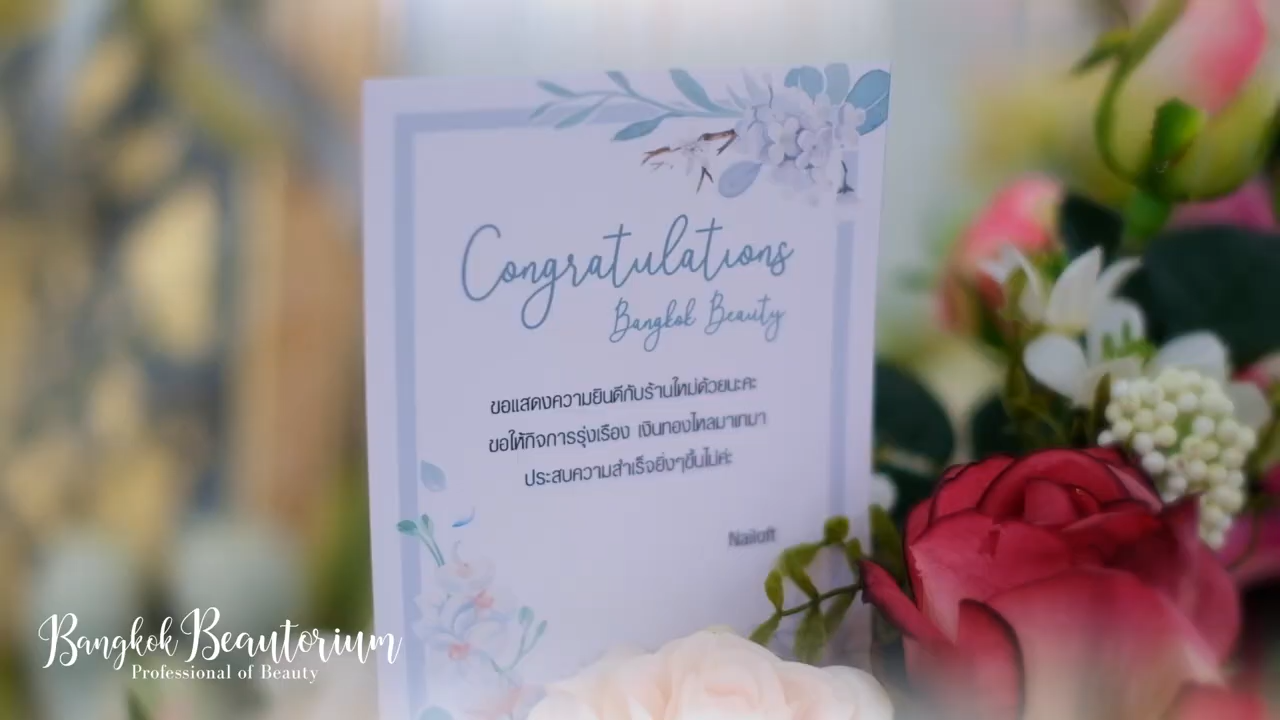 Congratulations
Bangkok Beauty
ขอแสดงความยินดีกับร้านใหม่ด้วยนะคะ
ขอให้กิจการรุ่งเรือง เงินทองไหลมาเทมา
ประสบความสำเร็จยิ่งๆขึ้นไปค่ะ
Nailoft
Bangkok Beautorium
Professional of Beauty